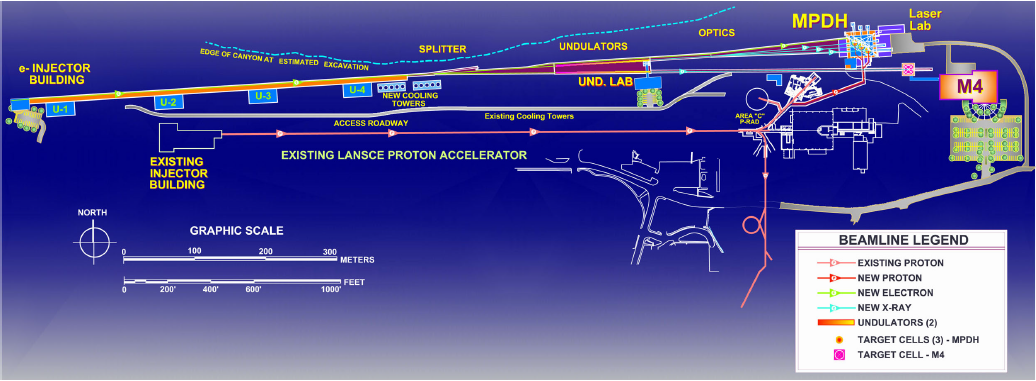 MPDH
Laser
Lab
OPTICS
UNDULATORS
SPLITTER
EDGE OF CANYON AT ESTIMATED EXCAVATION
e- INJECTOR
BUILDING
U-1
U-2
U-3
U-4
NEW COOLING
TOWERS
UND. LAB
M4
ACCESS ROADWAY
Existing Cooling Towers
AREA "C"
P-RAD
EXISTING
INJECTOR
BUILDING
EXISTING LANSCE PROTON ACCELERATOR
NORTH
GRAPHIC SCALE
0 100 200 300
METERS
FEET
0 200' 400' 600' 1000'
BEAMLINE LEGEND
EXISTING PROTON
NEW PROTON
NEW ELECTRON
NEW X-RAY
UNDULATORS (2)
TARGET CELLS (3) - MPDH
TARGET CELL - M4